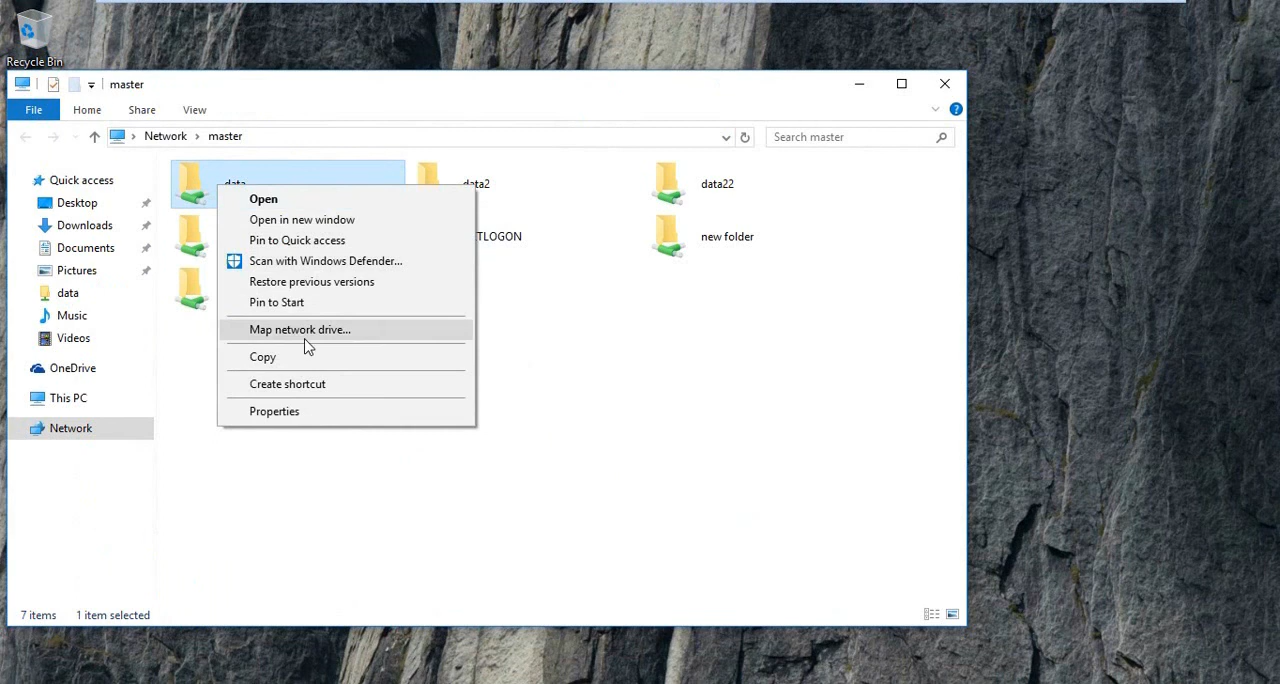 Recycle Bin
master
File
Home
Share
View
Network
master
Search master
Quick access
Desktop
Downloads
Documents
Pictures
data
Music
Videos
OneDrive
This PC
Network
data
data2
data22
TLOGON
new folder
Open
Open in new window
Pin to Quick access
Scan with Windows Defender...
Restore previous versions
Pin to Start
Map network drive...
Copy
Create shortcut
Properties
7 items
1 item selected